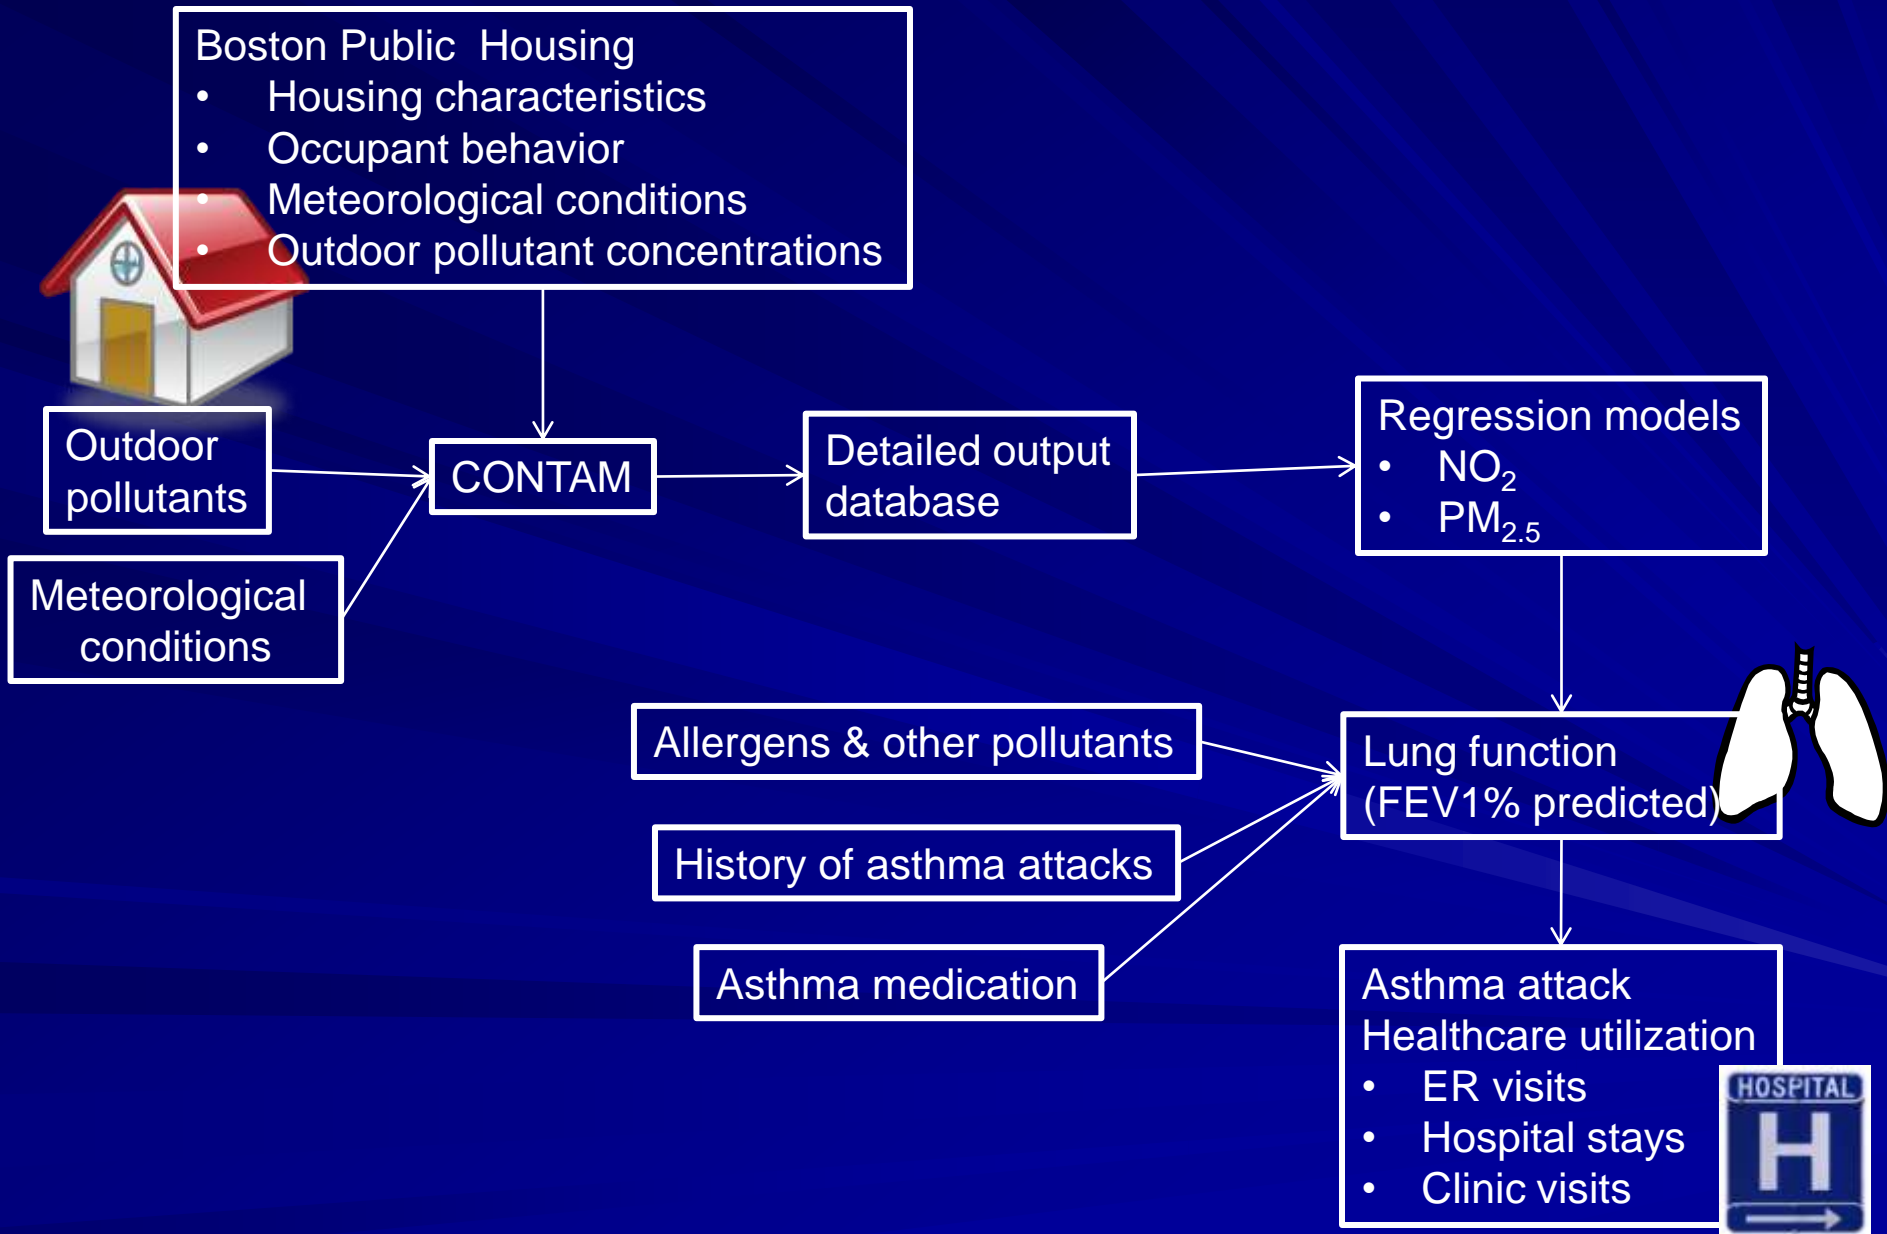 Boston Public  Housing
• Housing characteristics
• Occupant behavior
• Meteorological conditions
• Outdoor pollutant concentrations
Outdoor
pollutants
CONTAM
Detailed output
database
Regression models
• NO₂
• PM₂.₅
Meteorological
conditions
Allergens & other pollutants
Lung function
(FEV1% predicted)
History of asthma attacks
Asthma medication
Asthma attack
Healthcare utilization
• ER visits
• Hospital stays
• Clinic visits
HOSPITAL
H